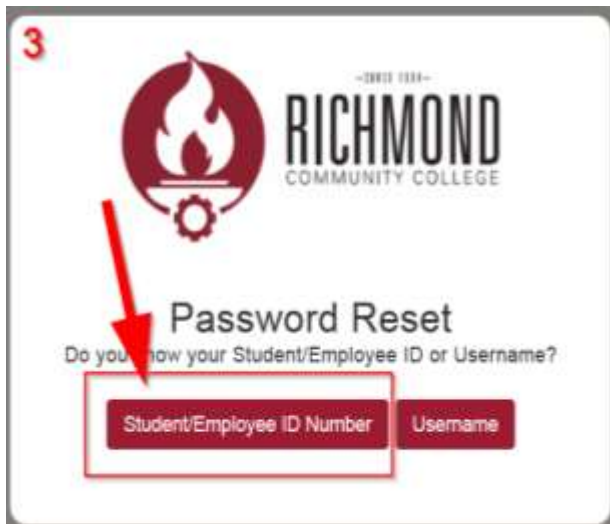 3
RICHMOND
COMMUNITY COLLEGE
Password Reset
Do you know your Student/Employee ID or Username?
Student/Employee ID Number Username